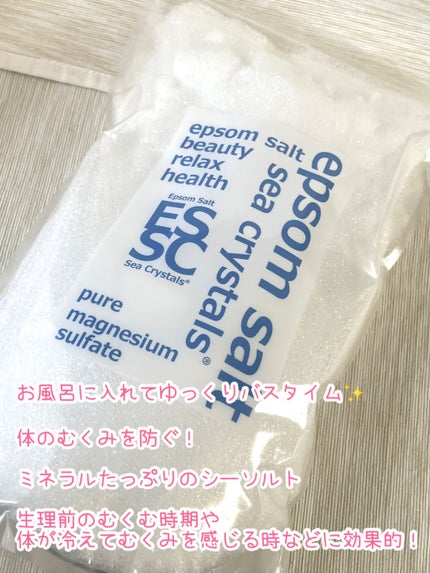 epsom salt
beauty
relax
health
epsom salt
sea crystals®
Epsom Salt
ES
SC
Sea Crystals®
pure
magnesium
sulfate
お風呂に入れてゆっくりバスタイム✨
体のむくみを防ぐ！
ミネラルたっぷりのシーソルト
生理前のむくむ時期や
体が冷えてむくみを感じる時などに効果的！